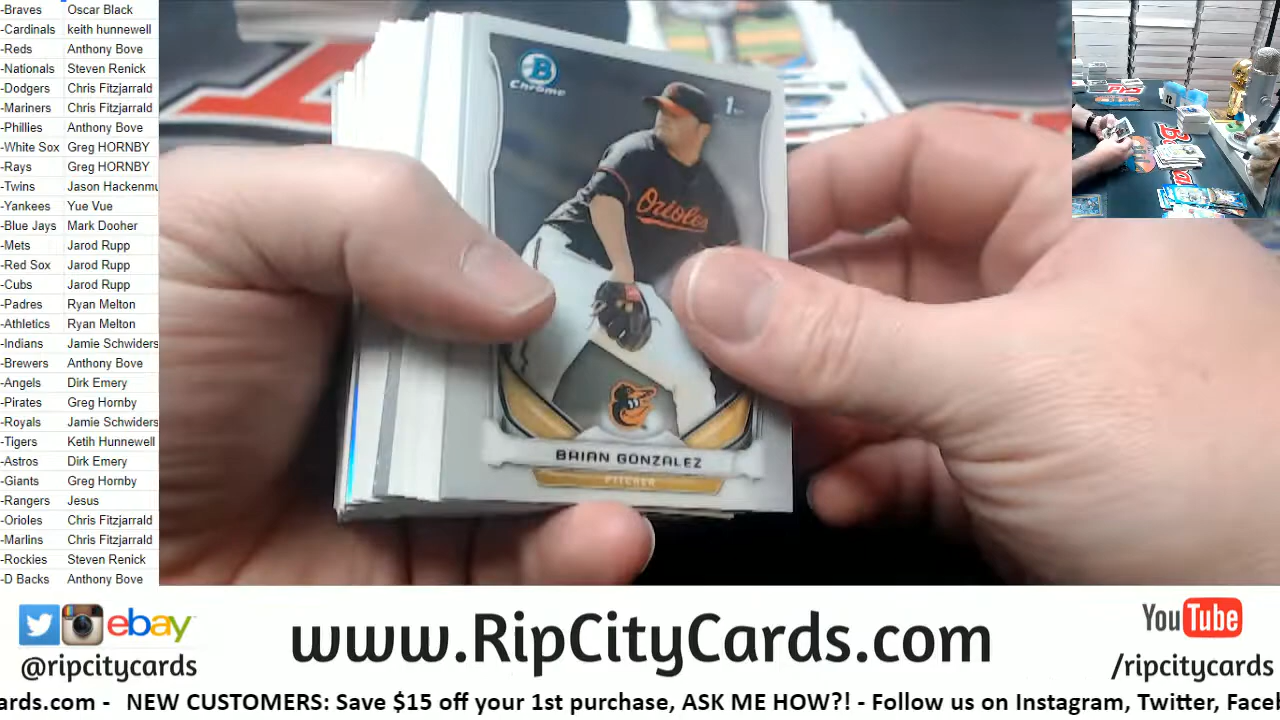 -Braves Oscar Black
-Cardinals keith hunnewell
-Reds Anthony Bove
-Nationals Steven Renick
-Dodgers Chris Fitzjarrald
-Mariners Chris Fitzjarrald
-Phillies Anthony Bove
-White Sox Greg HORNBY
-Rays Greg HORNBY
-Twins Jason Hackenmu
-Yankees Yue Vue
-Blue Jays Mark Dooher
-Mets Jarod Rupp
-Red Sox Jarod Rupp
-Cubs Jarod Rupp
-Padres Ryan Melton
-Athletics Ryan Melton
-Indians Jamie Schwiders
-Brewers Anthony Bove
-Angels Dirk Emery
-Pirates Greg Hornby
-Royals Jamie Schwiders
-Tigers Ketih Hunnewell
-Astros Dirk Emery
-Giants Greg Hornby
-Rangers Jesus
-Orioles Chris Fitzjarrald
-Marlins Chris Fitzjarrald
-Rockies Steven Renick
-D Backs Anthony Bove
B
Chrome
1
Orioles
BRIAN GONZALEZ
PITCHER
ebay
@ripcitycards
www.RipCityCards.com
YouTube
/ripcitycards
cards.com - NEW CUSTOMERS: Save $15 off your 1st purchase, ASK ME HOW?! - Follow us on Instagram, Twitter, Facel